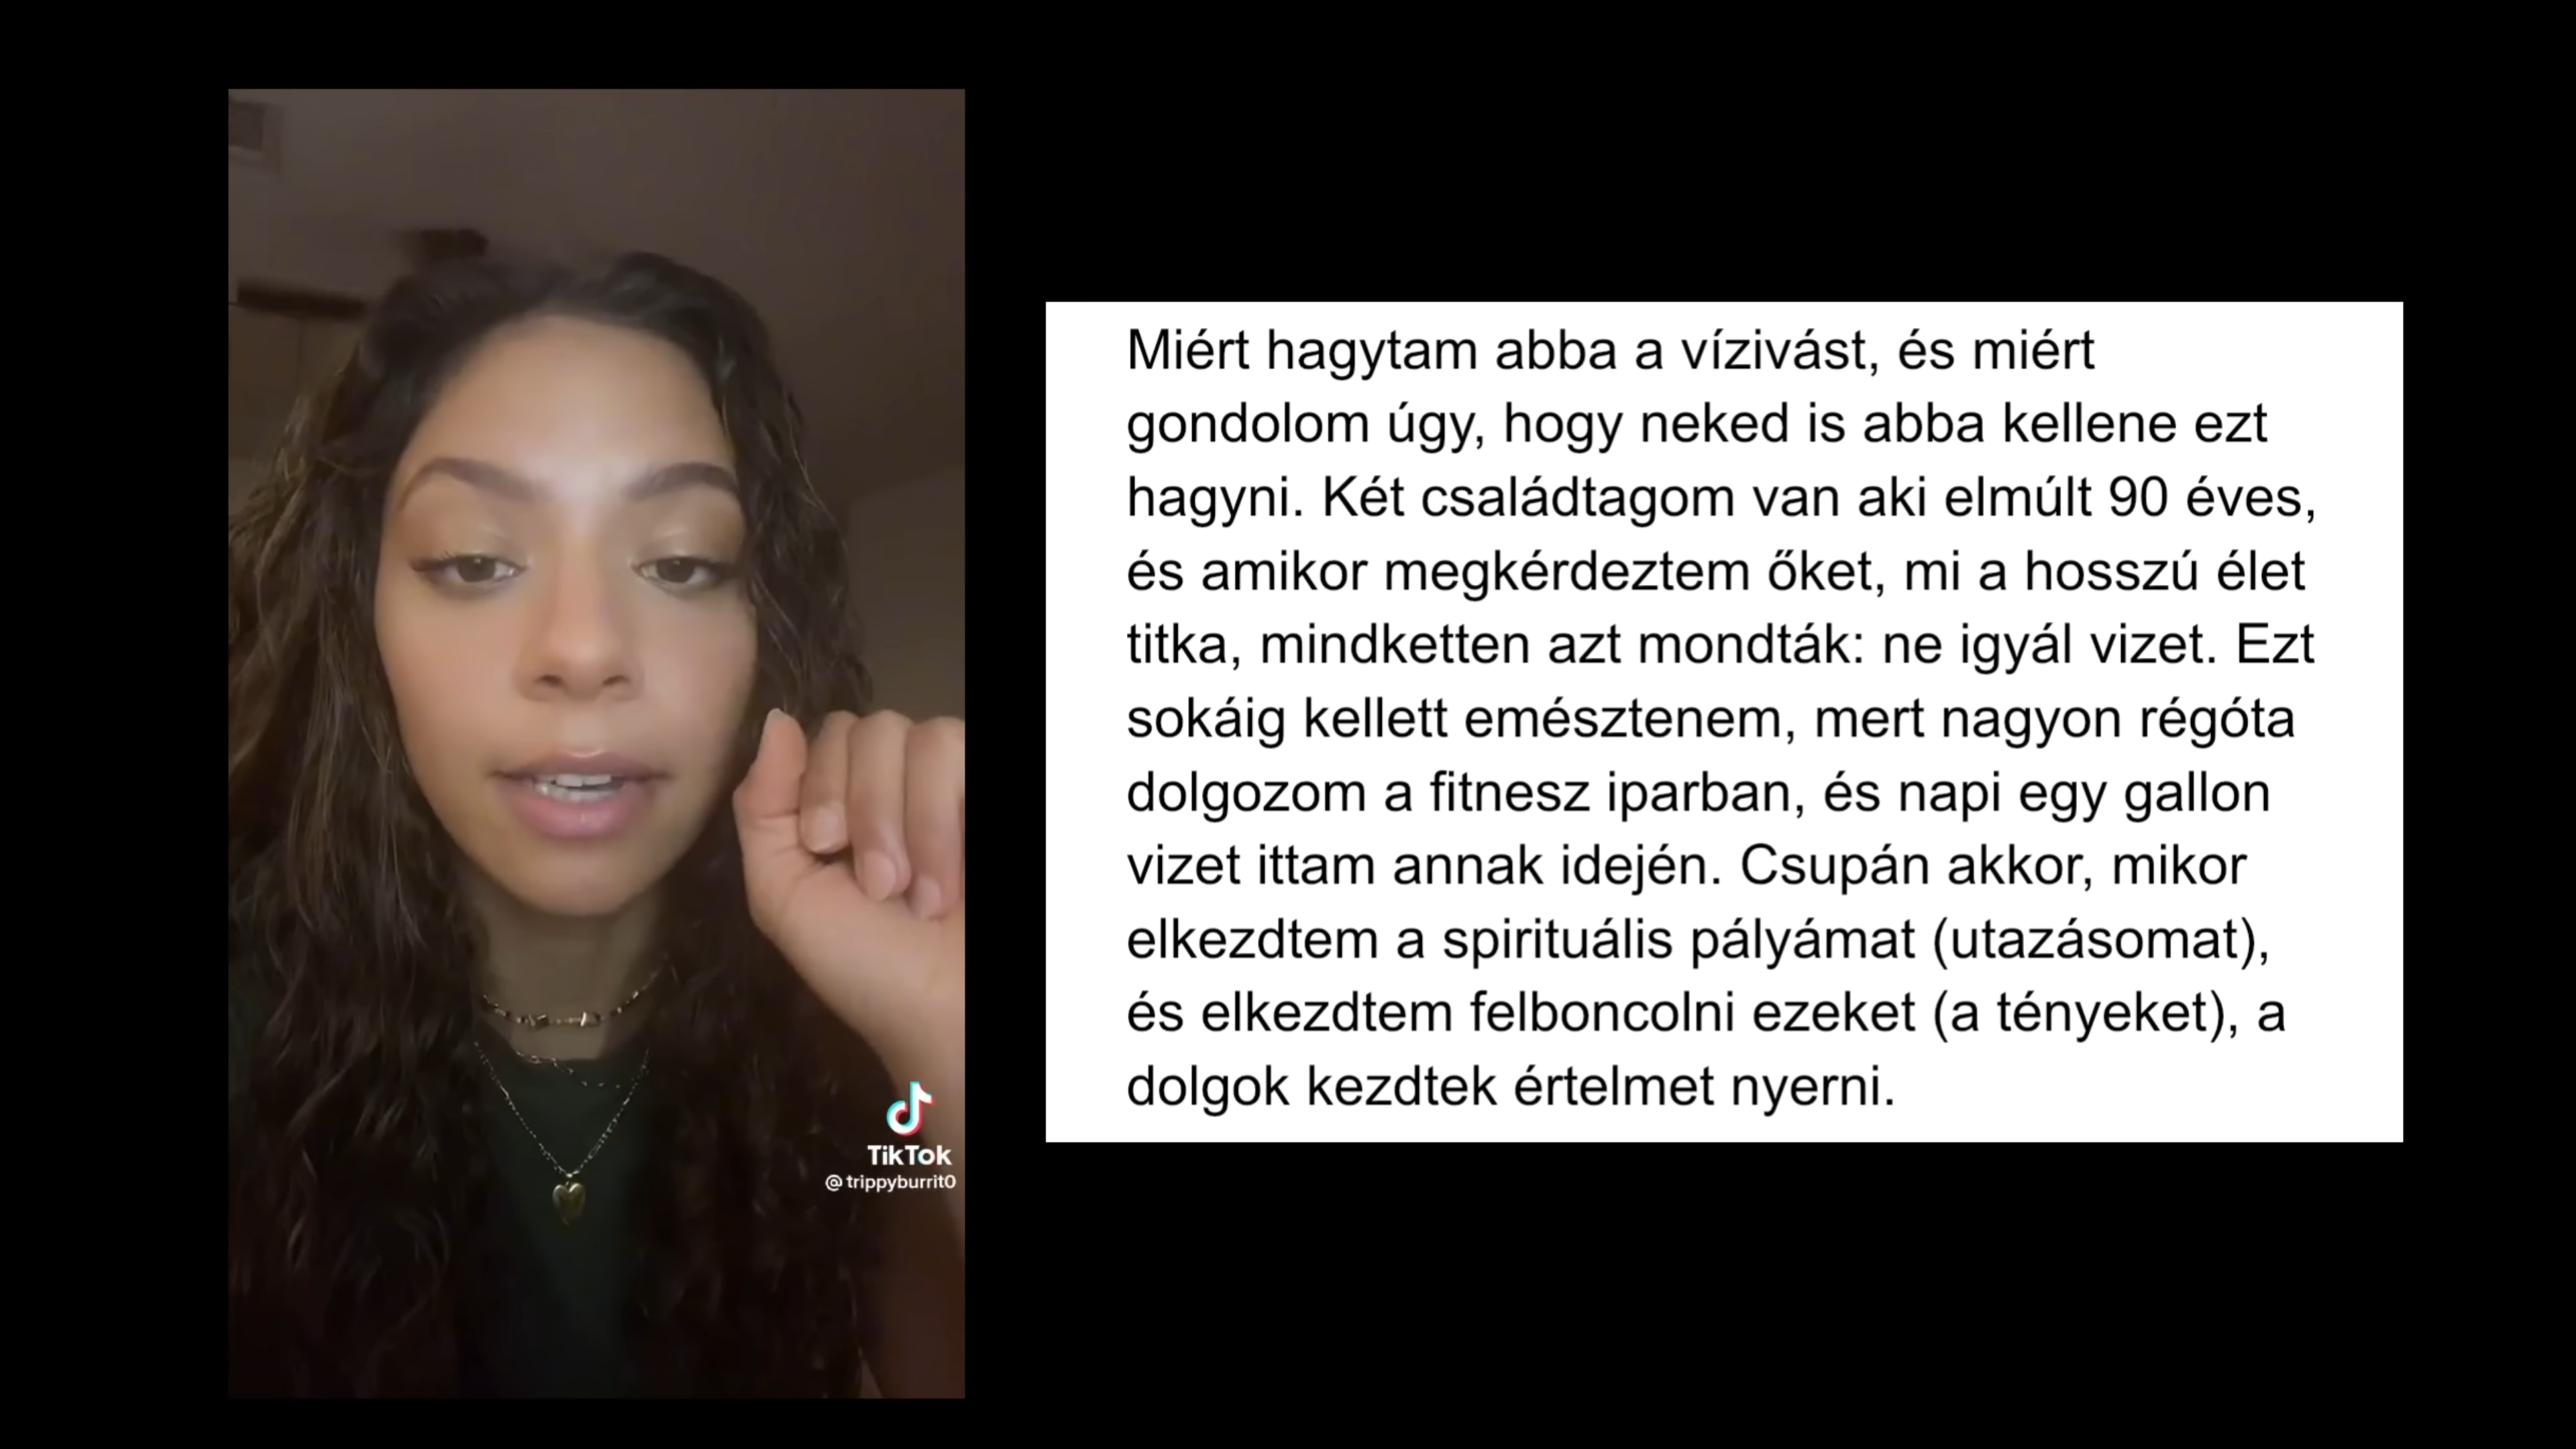 Miért hagytam abba a vízivást, és miért
gondolom úgy, hogy neked is abba kellene ezt
hagyni. Két családtagom van aki elmúlt 90 éves,
és amikor megkérdeztem őket, mi a hosszú élet
titka, mindketten azt mondták: ne igyál vizet. Ezt
sokáig kellett emésztenem, mert nagyon régóta
dolgozom a fitnesz iparban, és napi egy gallon
vizet ittam annak idején. Csupán akkor, mikor
elkezdtem a spirituális pályámat (utazásomat),
és elkezdtem felboncolni ezeket (a tényeket), a
dolgok kezdtek értelmet nyerni.
TikTok
@trippyburrit0